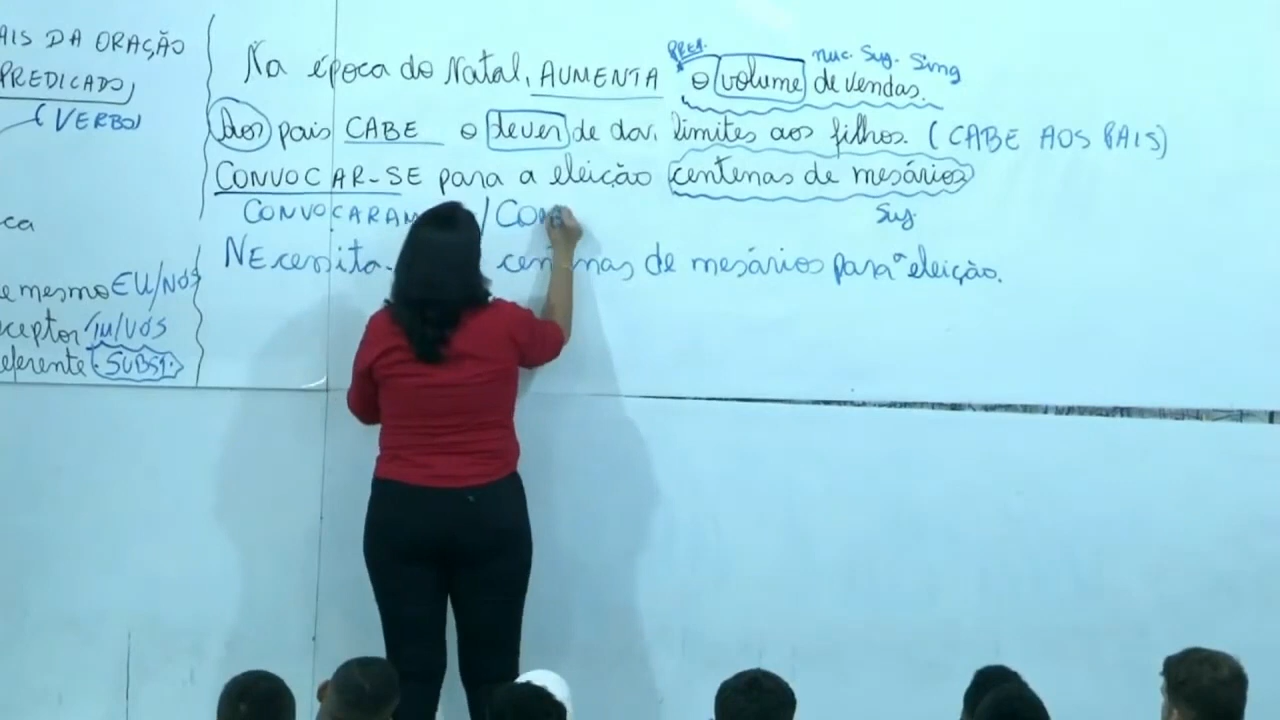 AIS DA ORAÇÃO
PREDICADO
(VERBO)
ca
e mesmo EU/NÓS
ceptor TU/VÓS
eferente SUBST.
nuc. Suj. Sing
Na época do Natal, AUMENTA o volume de vendas.
Aos pais CABE o dever de dar limites aos filhos. (CABE AOS PAIS)
CONVOCAR-SE para a eleição centenas de mesários
CONVOCARAM / CON
Suj.
NEcessita centenas de mesários para a eleição.